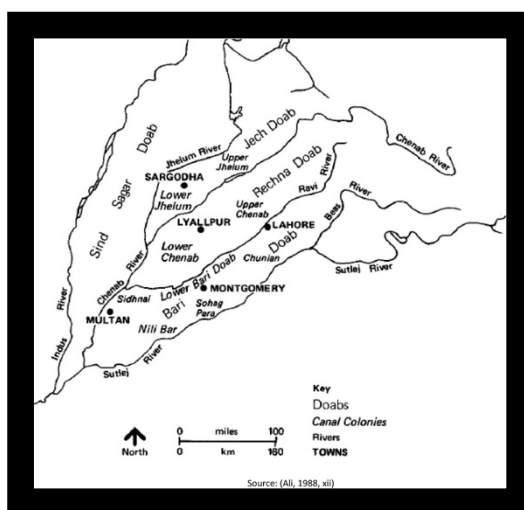 Jech Doab
Chenab River
Jhelum River
Upper Jhelum
Doab
SARGODHA
Rechna Doab
Lower Jhelum
Ravi River
Sagar
Upper Chenab
Beas River
LYALLPUR
LAHORE
Sind
Lower Chenab
Doab
Chunian
Sutlej River
Chenab River
Lower Bari Doab
Sidhnai
MONTGOMERY
Bari
Sohag Para
MULTAN
Nili Bar
Indus River
Sutlej River
Key
Doabs
Canal Colonies
Rivers
TOWNS
North
0 miles 100
0 km 160
Source: (Ali, 1988, xii)